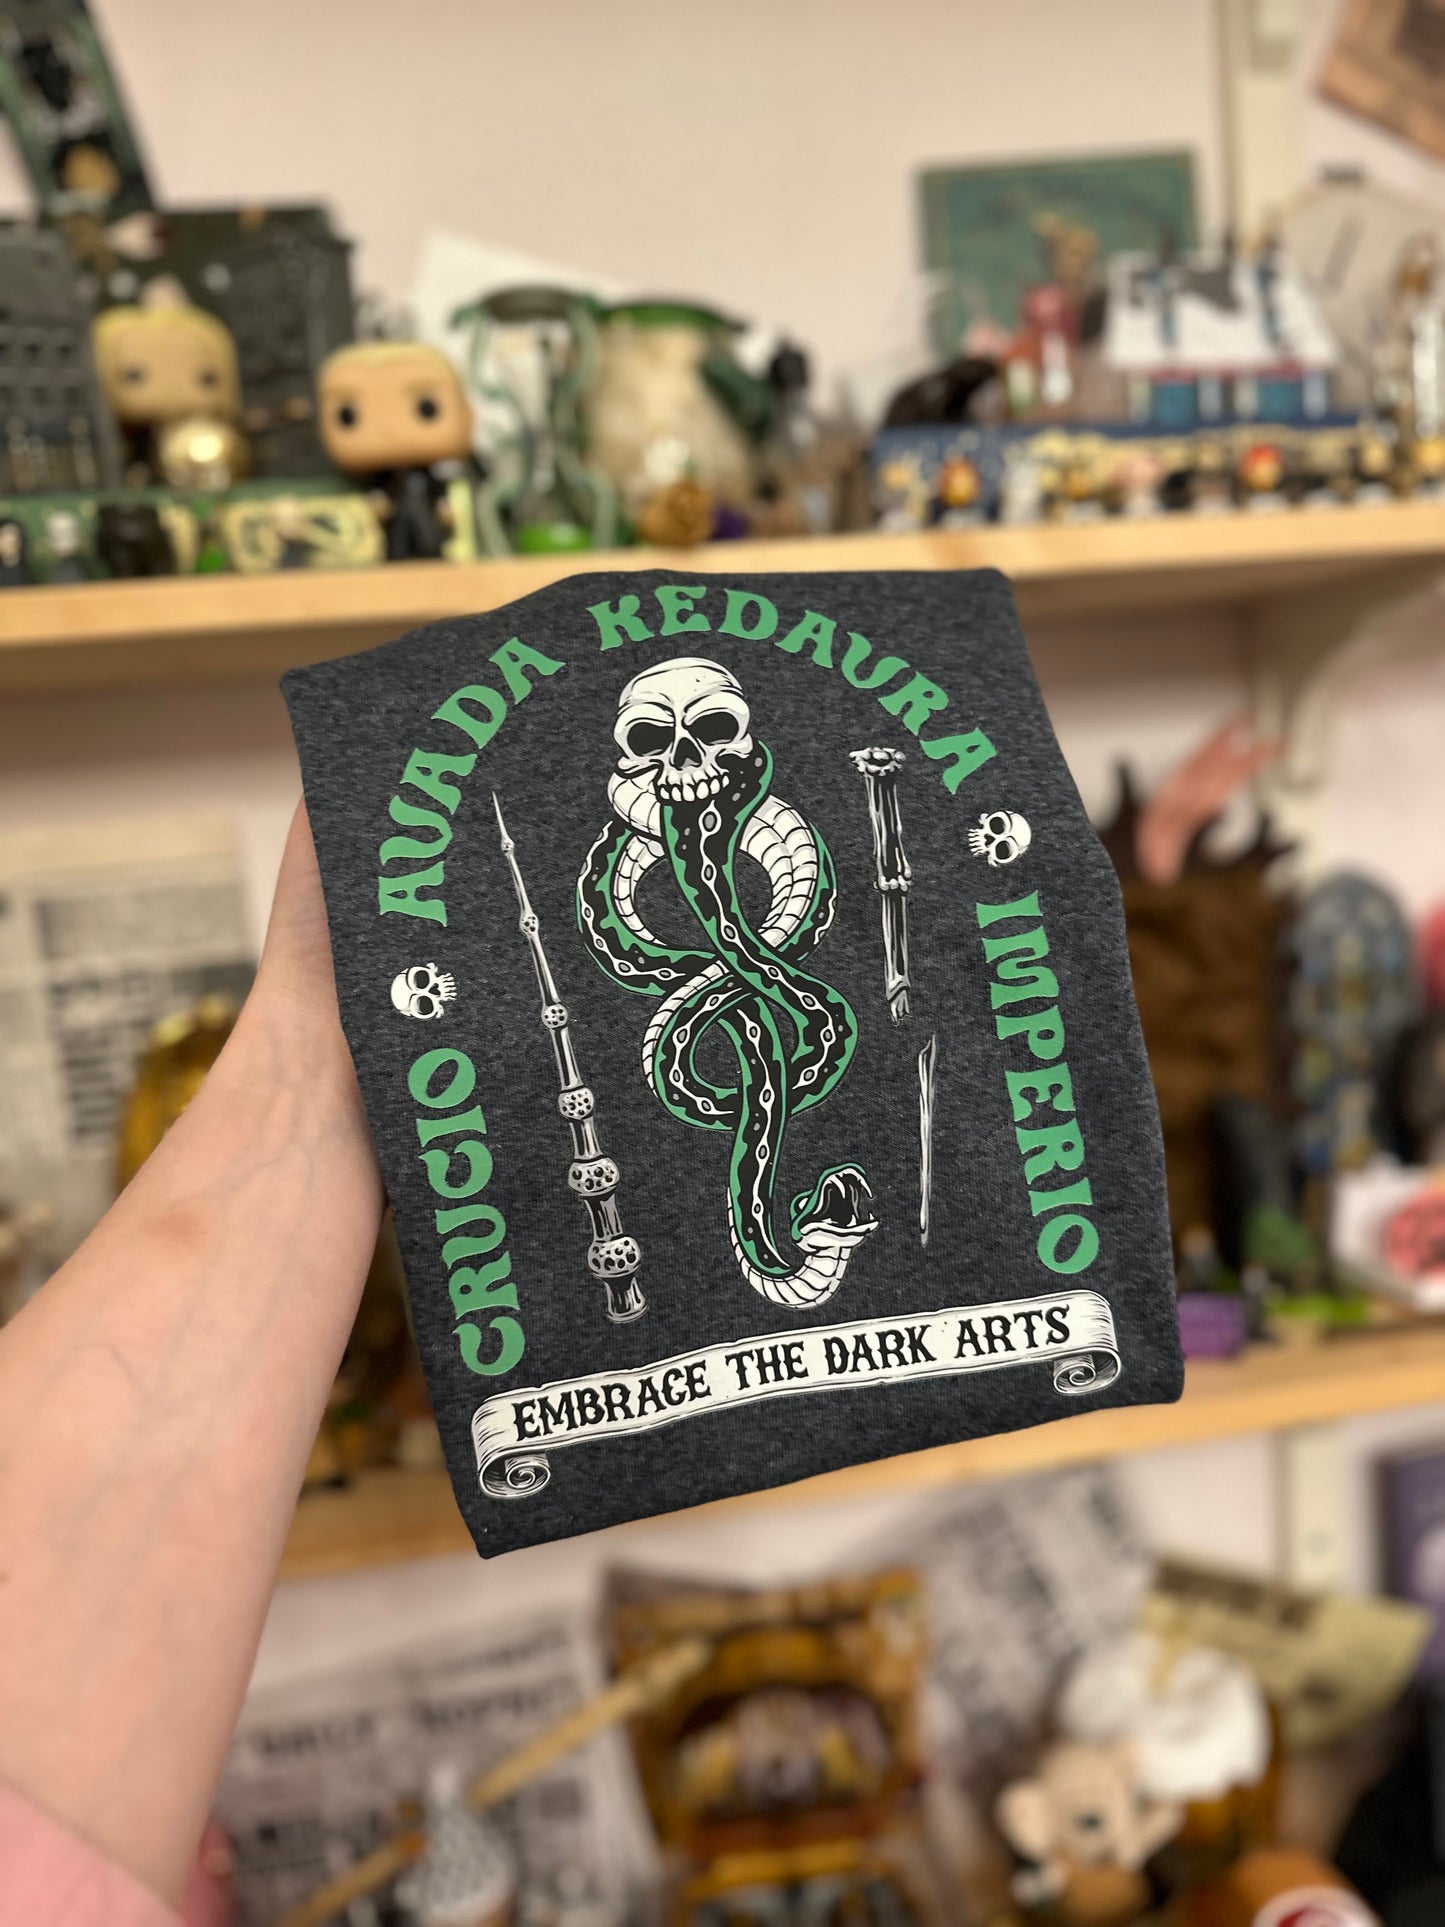 AVADA KEDAVRA
CRUCIO
IMPERIO
EMBRACE THE DARK ARTS